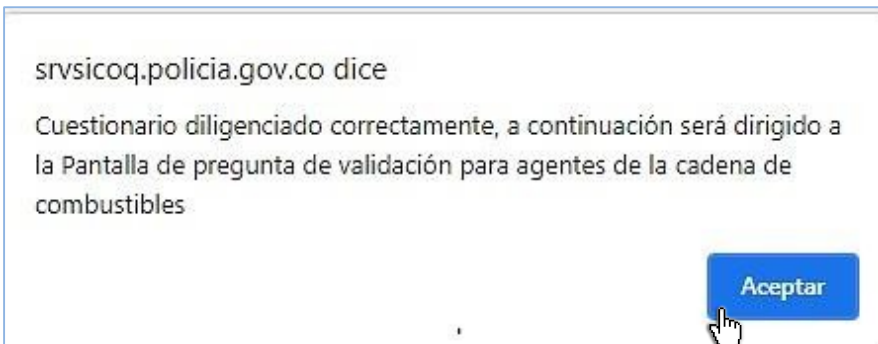 srvsicoq.policia.gov.co dice
Cuestionario diligenciado correctamente, a continuación será dirigido a
la Pantalla de pregunta de validación para agentes de la cadena de
combustibles
Aceptar